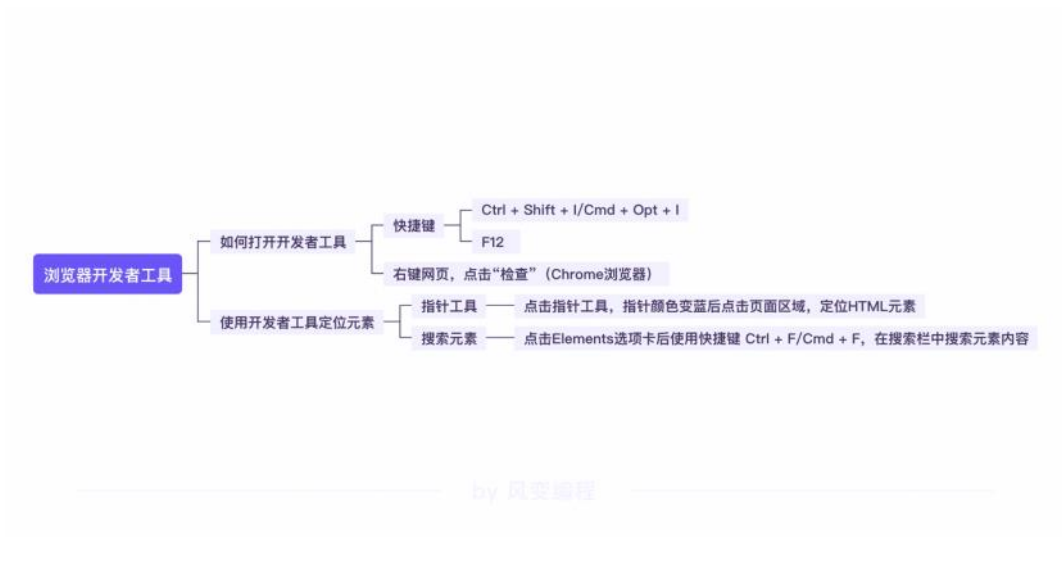 快捷键
Ctrl + Shift + I/Cmd + Opt + I
F12
如何打开开发者工具
右键网页，点击“检查”（Chrome浏览器）
浏览器开发者工具
使用开发者工具定位元素
指针工具
点击指针工具，指针颜色变蓝后点击页面区域，定位HTML元素
搜索元素
点击Elements选项卡后使用快捷键 Ctrl + F/Cmd + F，在搜索栏中搜索元素内容
by 风变编程